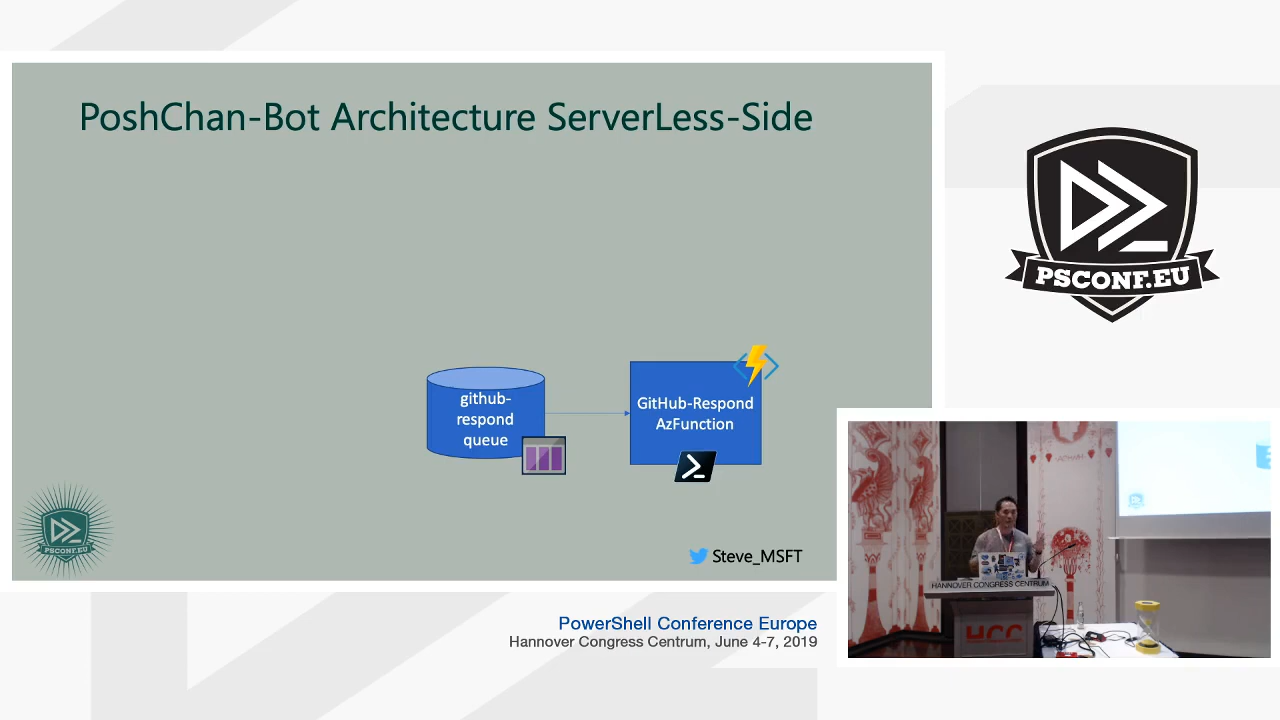 PoshChan-Bot Architecture ServerLess-Side
github-
respond
queue
GitHub-Respond
AzFunction
PSCONF.EU
Steve_MSFT
PSCONF.EU
HANNOVER CONGRESS CENTRUM
HCC
PowerShell Conference Europe
Hannover Congress Centrum, June 4-7, 2019